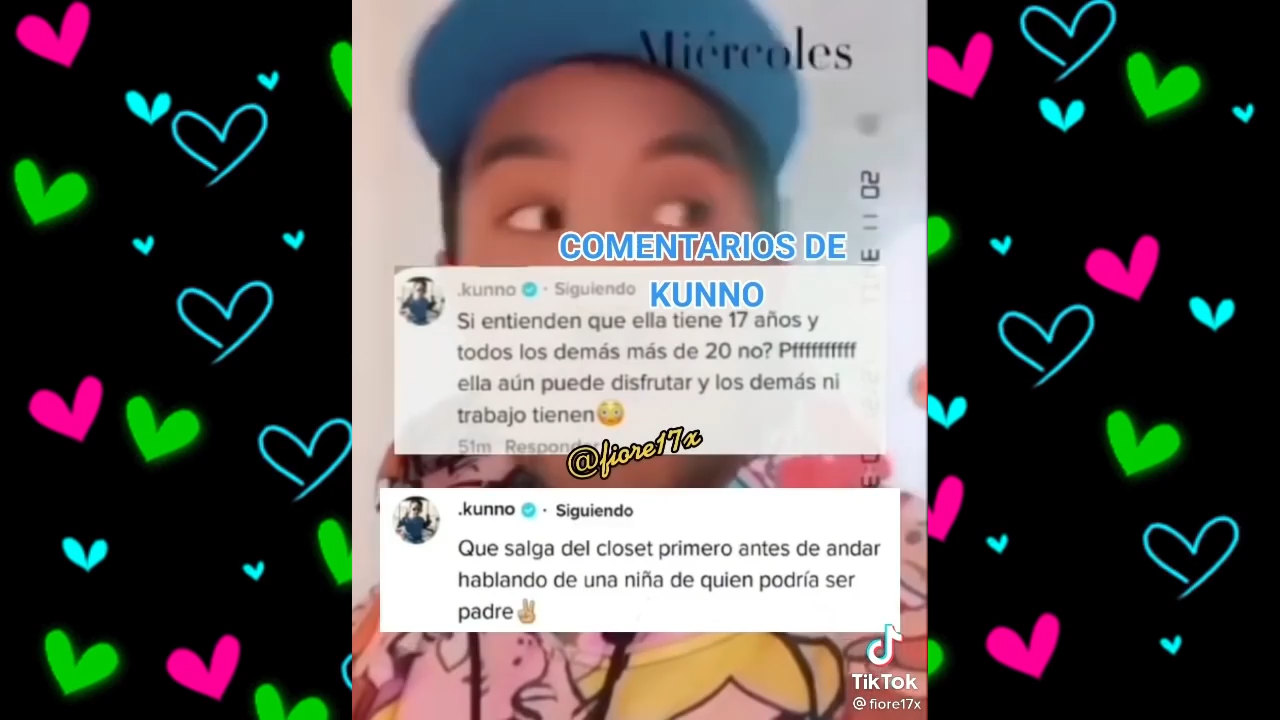 Miércoles
COMENTARIOS DE
KUNNO
.kunno · Siguiendo
Si entienden que ella tiene 17 años y
todos los demás más de 20 no? Pffffffffff
ella aún puede disfrutar y los demás ni
trabajo tienen😳
51m Responder
@fiore17x
.kunno · Siguiendo
Que salga del closet primero antes de andar
hablando de una niña de quien podría ser
padre✌🏼
TikTok
@ fiore17x